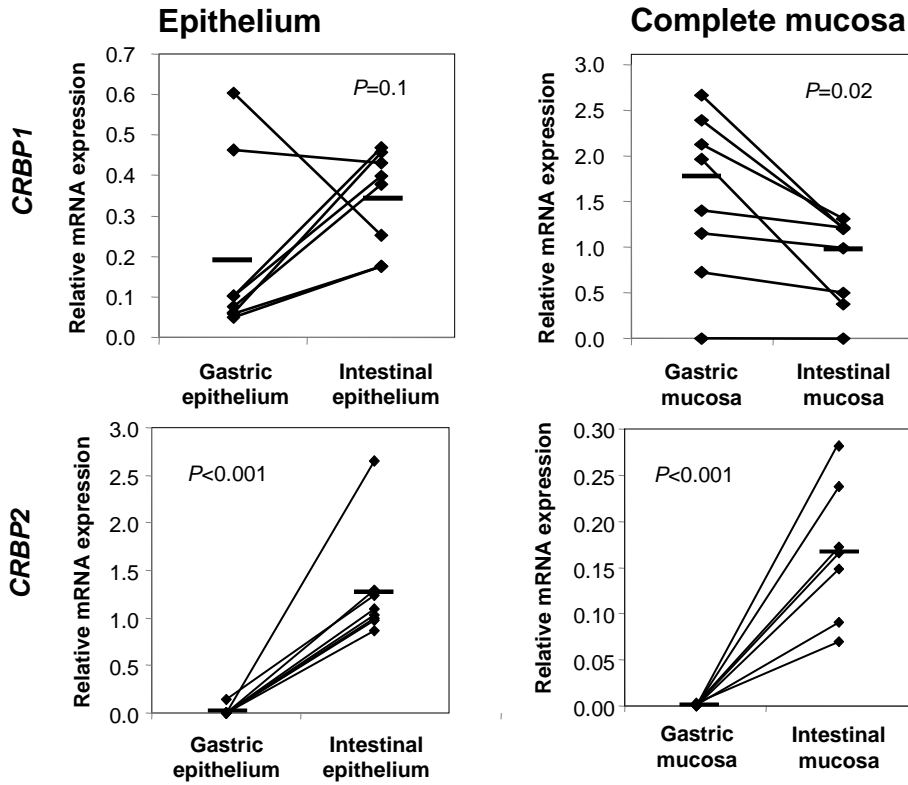 Epithelium
Complete mucosa
CRBP1
Relative mRNA expression
0.7
0.6
0.5
0.4
0.3
0.2
0.1
0.0
P=0.1
Gastric
epithelium
Intestinal
epithelium
Relative mRNA expression
3.0
2.5
2.0
1.5
1.0
0.5
0.0
P=0.02
Gastric
mucosa
Intestinal
mucosa
CRBP2
Relative mRNA expression
3.0
2.5
2.0
1.5
1.0
0.5
0.0
P<0.001
Gastric
epithelium
Intestinal
epithelium
Relative mRNA expression
0.30
0.25
0.20
0.15
0.10
0.05
0.00
P<0.001
Gastric
mucosa
Intestinal
mucosa